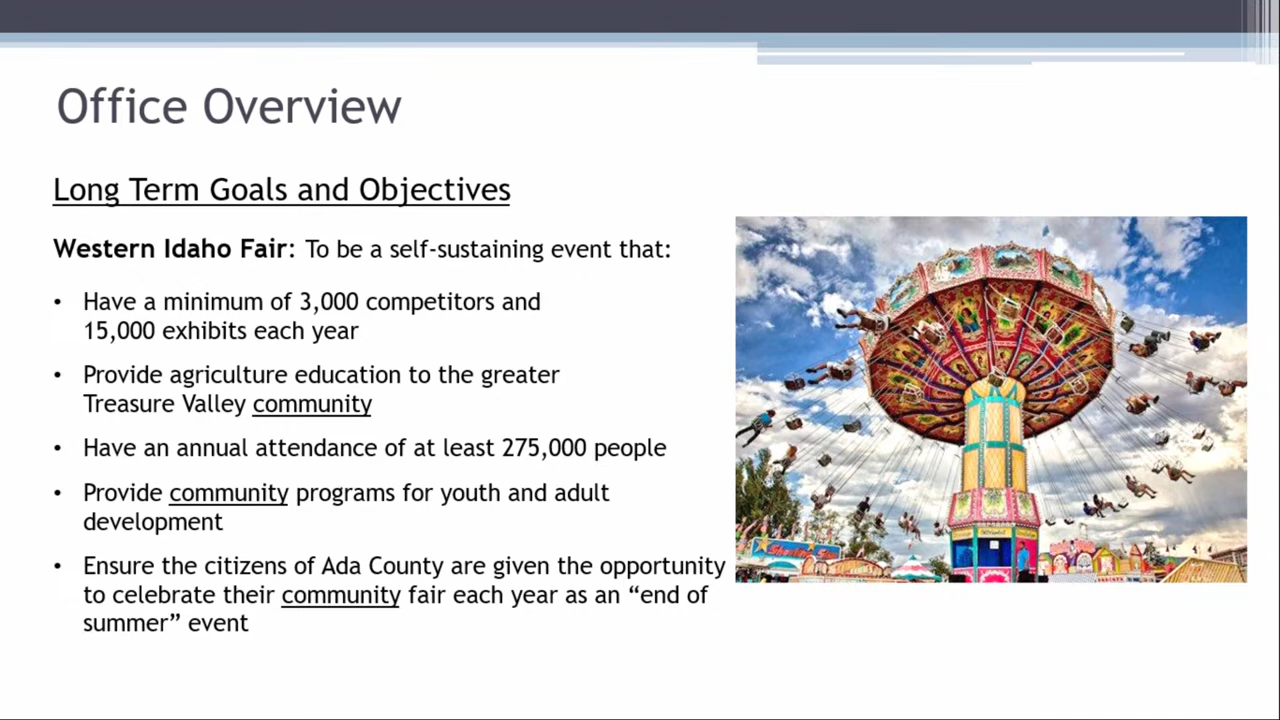 Office Overview
Long Term Goals and Objectives
Western Idaho Fair: To be a self-sustaining event that:
• Have a minimum of 3,000 competitors and
15,000 exhibits each year
• Provide agriculture education to the greater
Treasure Valley community
• Have an annual attendance of at least 275,000 people
• Provide community programs for youth and adult
development
• Ensure the citizens of Ada County are given the opportunity
to celebrate their community fair each year as an “end of
summer” event